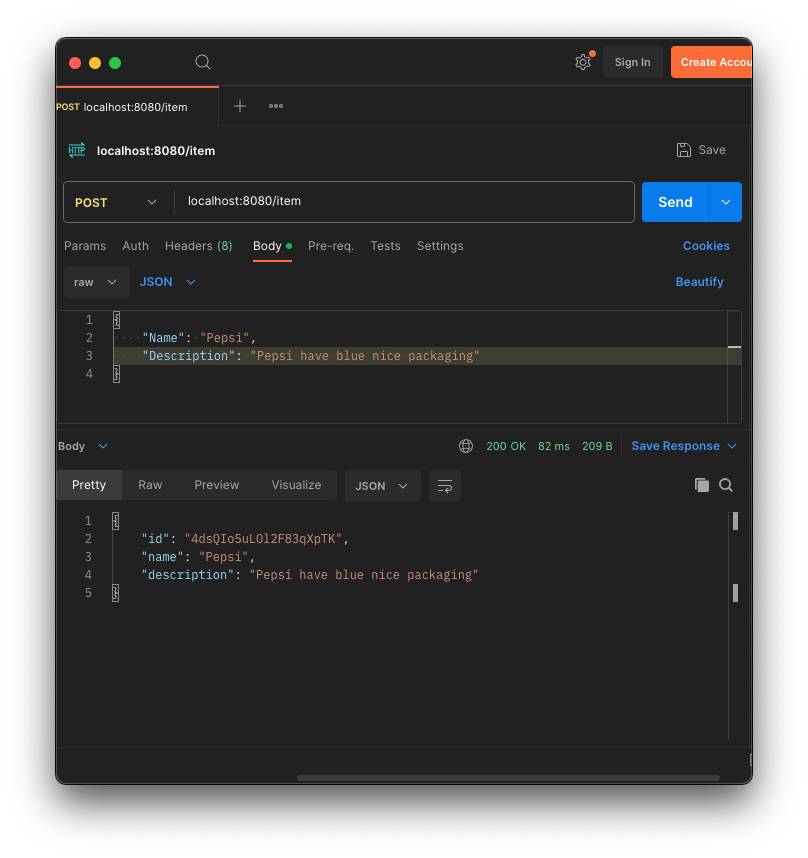 Sign In
Create Accou
POST localhost:8080/item
HTTP localhost:8080/item
Save
POST
localhost:8080/item
Send
Params Auth Headers (8) Body Pre-req. Tests Settings Cookies
raw JSON Beautify
1 {
2 ····"Name":·"Pepsi",
3 ····"Description":·"Pepsi·have·blue·nice·packaging"
4 }
Body 200 OK 82 ms 209 B Save Response
Pretty Raw Preview Visualize JSON
1 {
2 "id": "4dsQIo5uLOl2F83qXpTK",
3 "name": "Pepsi",
4 "description": "Pepsi have blue nice packaging"
5 }